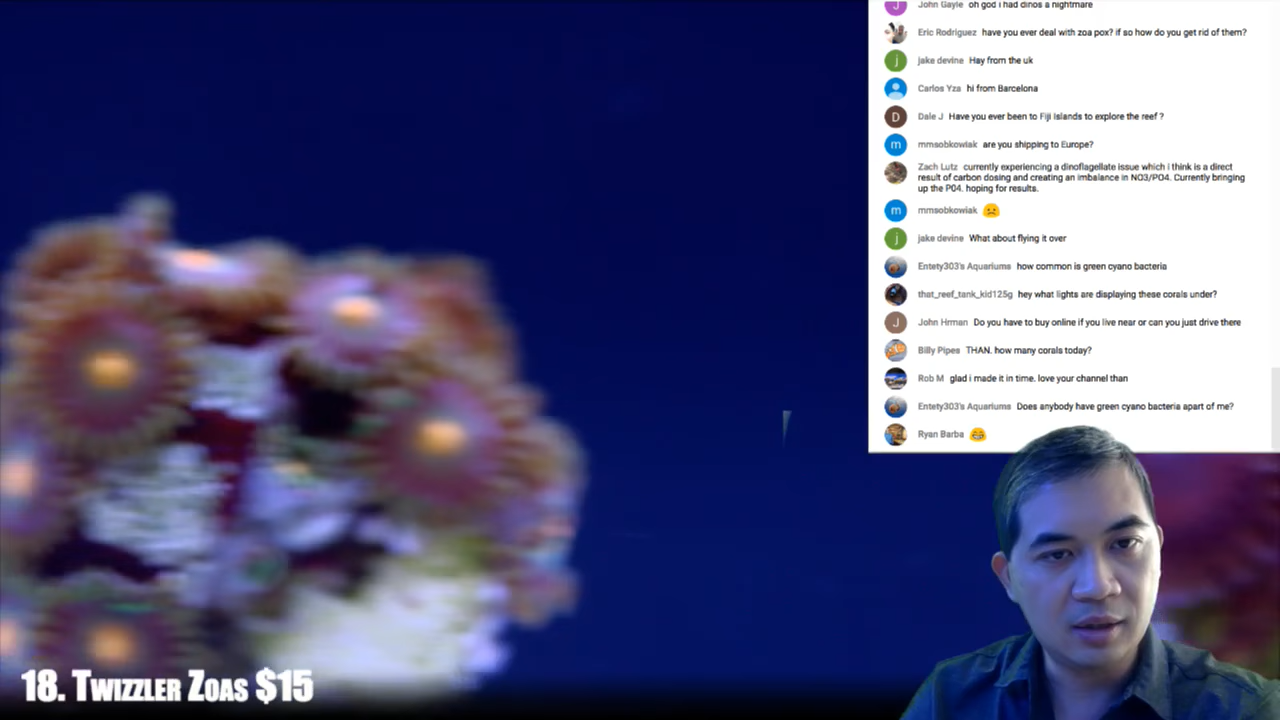 John Gayle oh god i had dinos a nightmare
Eric Rodriguez have you ever deal with zoa pox? if so how do you get rid of them?
j jake devine Hay from the uk
Carlos Yza hi from Barcelona
D Dale J Have you ever been to Fiji islands to explore the reef ?
m mmsobkowiak are you shipping to Europe?
Zach Lutz currently experiencing a dinoflagellate issue which i think is a direct
result of carbon dosing and creating an imbalance in NO3/PO4. Currently bringing
up the P04. hoping for results.
m mmsobkowiak
j jake devine What about flying it over
Entety303's Aquariums how common is green cyano bacteria
that_reef_tank_kid125g hey what lights are displaying these corals under?
J John Hrman Do you have to buy online if you live near or can you just drive there
Billy Pipes THAN. how many corals today?
Rob M glad i made it in time. love your channel than
Entety303's Aquariums Does anybody have green cyano bacteria apart of me?
Ryan Barba
18. Twizzler Zoas $15